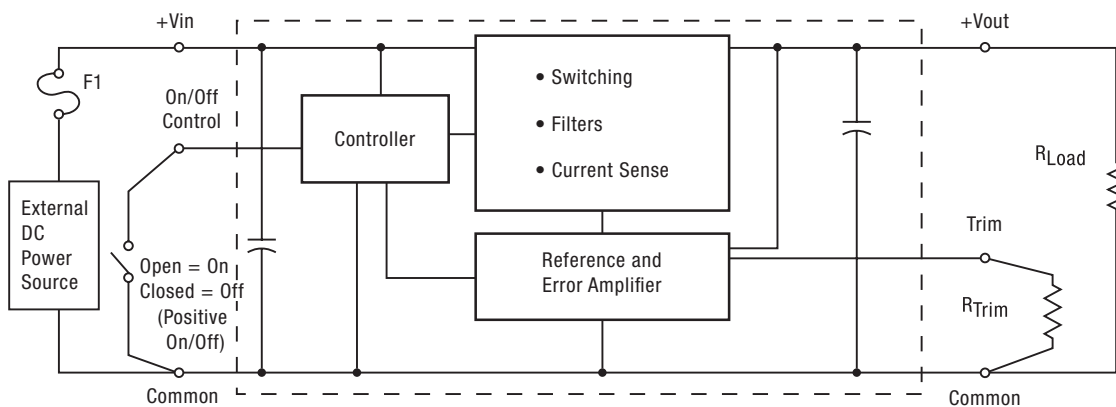 +Vin
+Vout
F1
On/Off
Control
Controller
• Switching
• Filters
• Current Sense
RLoad
External
DC
Power
Source
Open = On
Closed = Off
(Positive
On/Off)
Reference and
Error Amplifier
Trim
RTrim
Common
Common